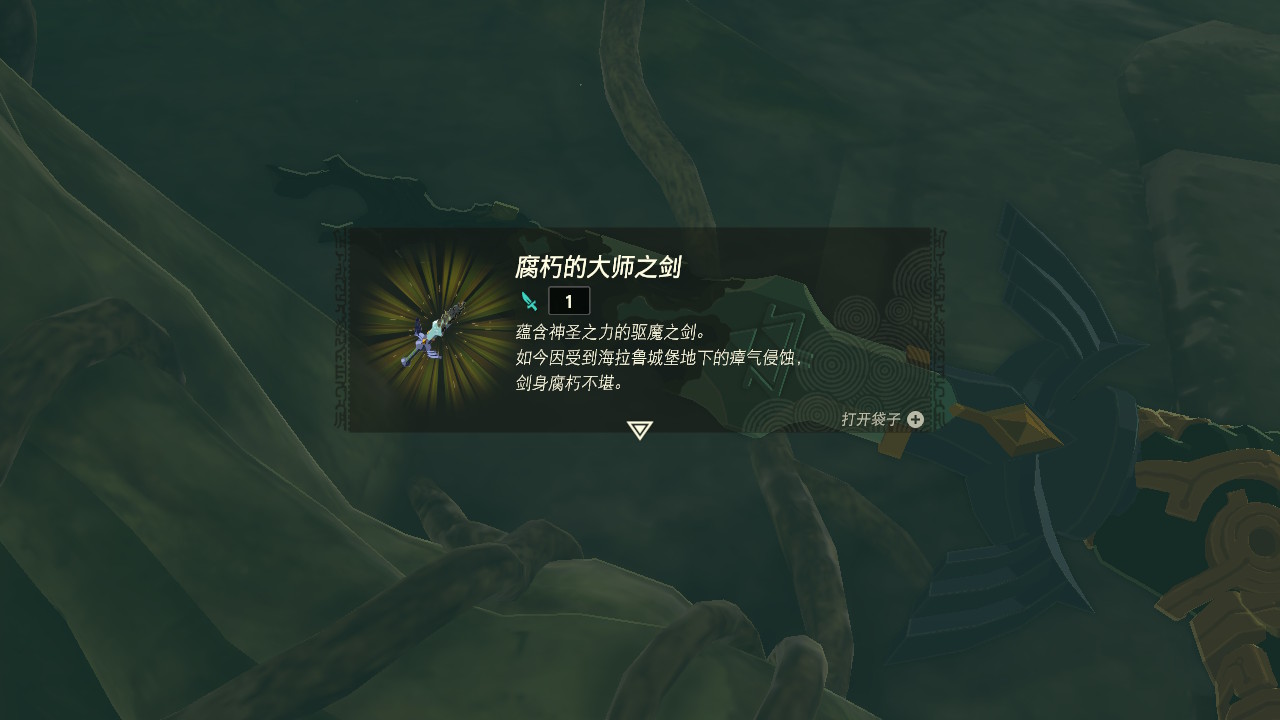 腐朽的大师之剑
1
蕴含神圣之力的驱魔之剑。
如今因受到海拉鲁城堡地下的瘴气侵蚀，
剑身腐朽不堪。
打开袋子